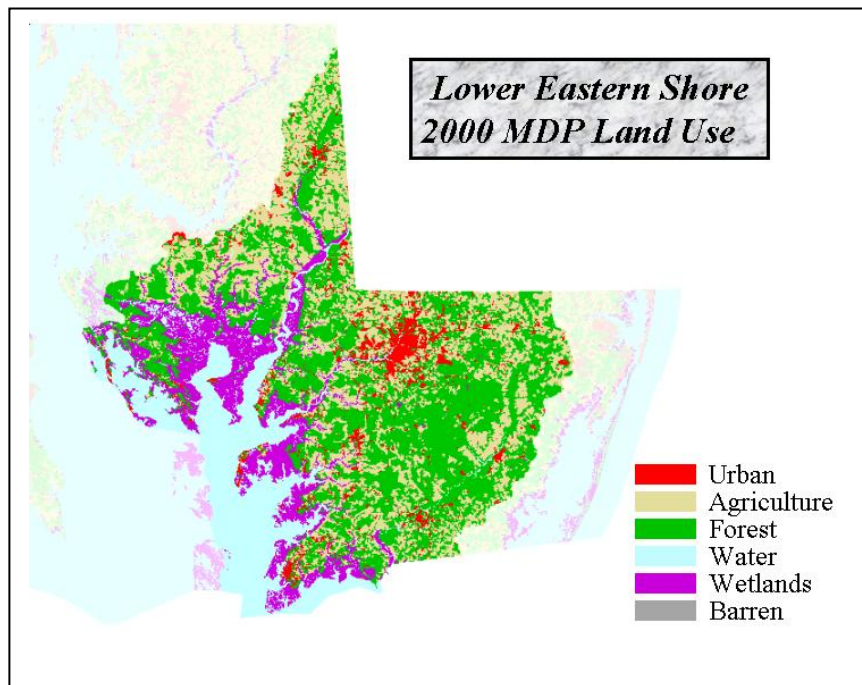 Lower Eastern Shore
2000 MDP Land Use
Urban
Agriculture
Forest
Water
Wetlands
Barren